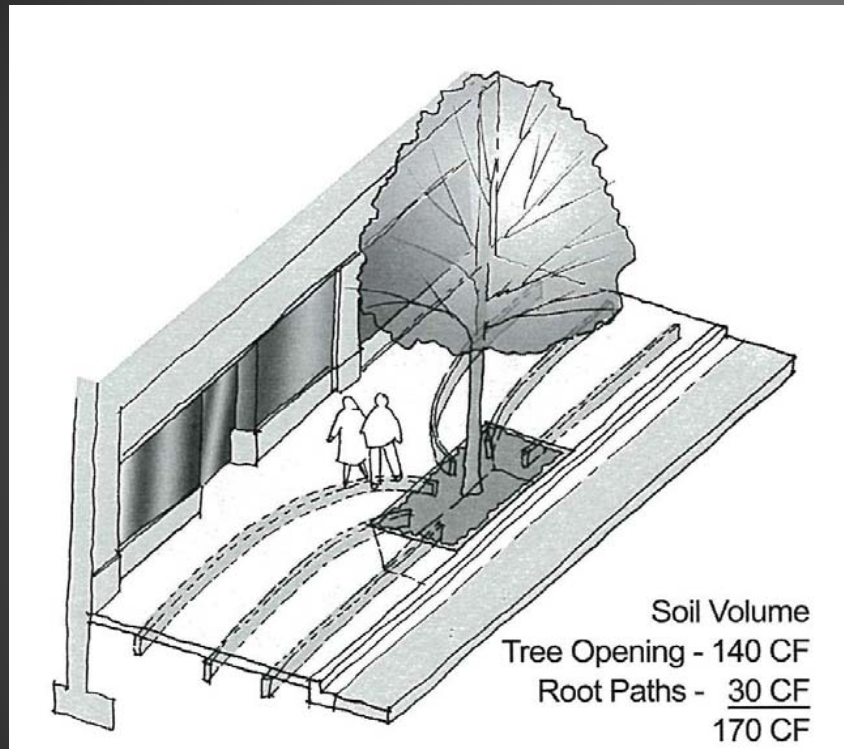 Soil Volume
Tree Opening - 140 CF
Root Paths - 30 CF
170 CF